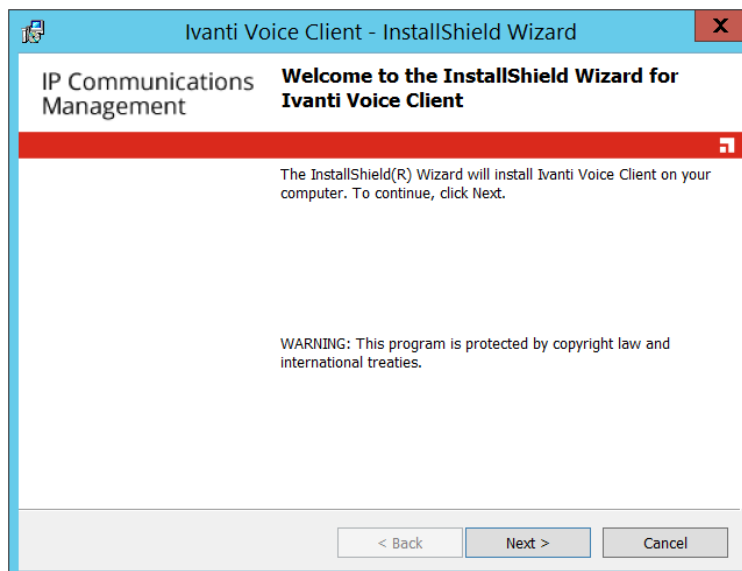 Ivanti Voice Client - InstallShield Wizard
X
IP Communications
Management
Welcome to the InstallShield Wizard for
Ivanti Voice Client
The InstallShield(R) Wizard will install Ivanti Voice Client on your
computer. To continue, click Next.
WARNING: This program is protected by copyright law and
international treaties.
< Back
Next >
Cancel